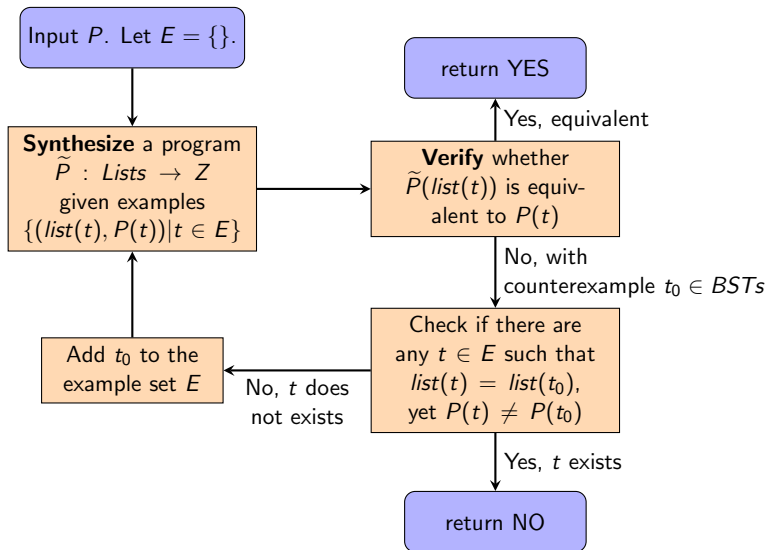 Input P. Let E = {}.
return YES
Yes, equivalent
Synthesize a program
P̃ : Lists → Z
given examples
{(list(t), P(t))|t ∈ E}
Verify whether
P̃(list(t)) is equiv-
alent to P(t)
No, with
counterexample t₀ ∈ BSTs
Check if there are
any t ∈ E such that
list(t) = list(t₀),
yet P(t) ≠ P(t₀)
Add t₀ to the
example set E
No, t does
not exists
Yes, t exists
return NO